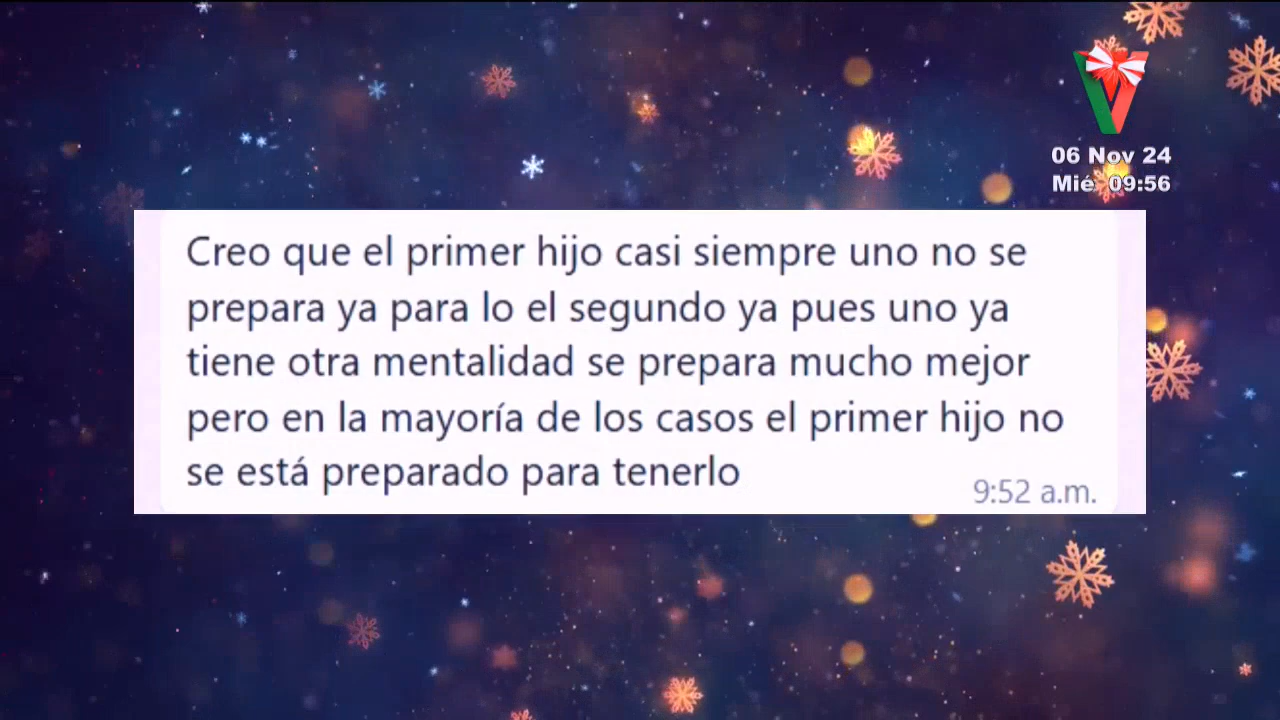 06 Nov 24
Mié 09:56
Creo que el primer hijo casi siempre uno no se
prepara ya para lo el segundo ya pues uno ya
tiene otra mentalidad se prepara mucho mejor
pero en la mayoría de los casos el primer hijo no
se está preparado para tenerlo
9:52 a.m.